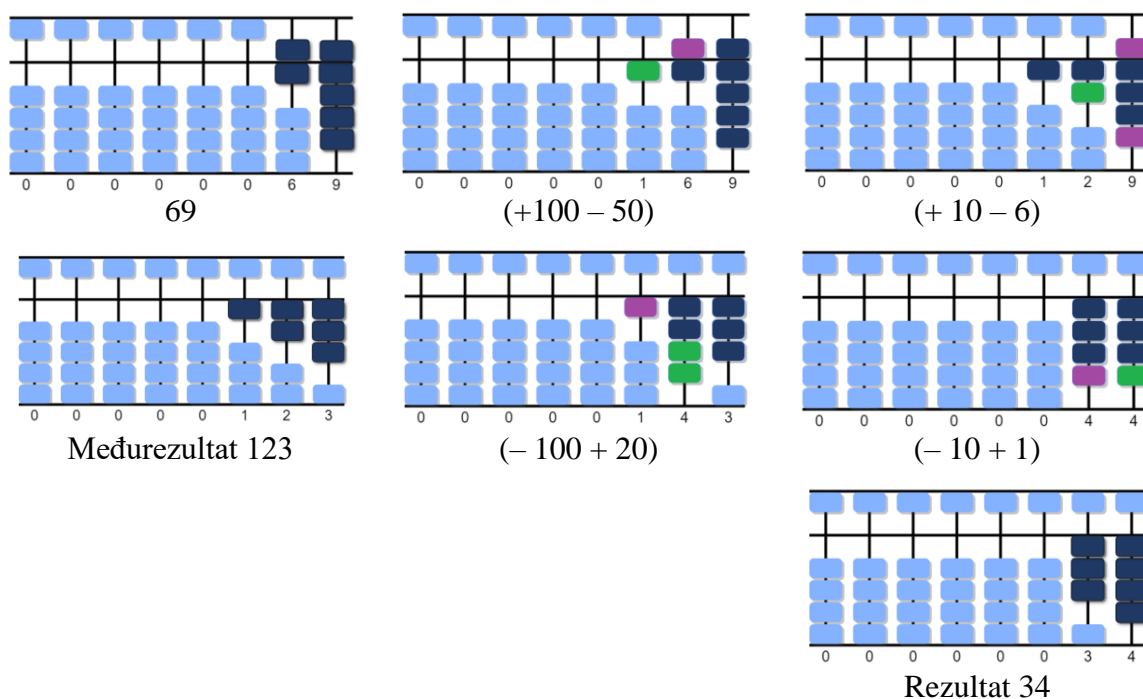 0 0 0 0 0 0 6 9
69
0 0 0 0 0 1 6 9
(+100 – 50)
0 0 0 0 0 1 2 9
(+ 10 – 6)
0 0 0 0 0 1 2 3
Međurezultat 123
0 0 0 0 0 1 4 3
(– 100 + 20)
0 0 0 0 0 0 4 4
(– 10 + 1)
0 0 0 0 0 0 3 4
Rezultat 34